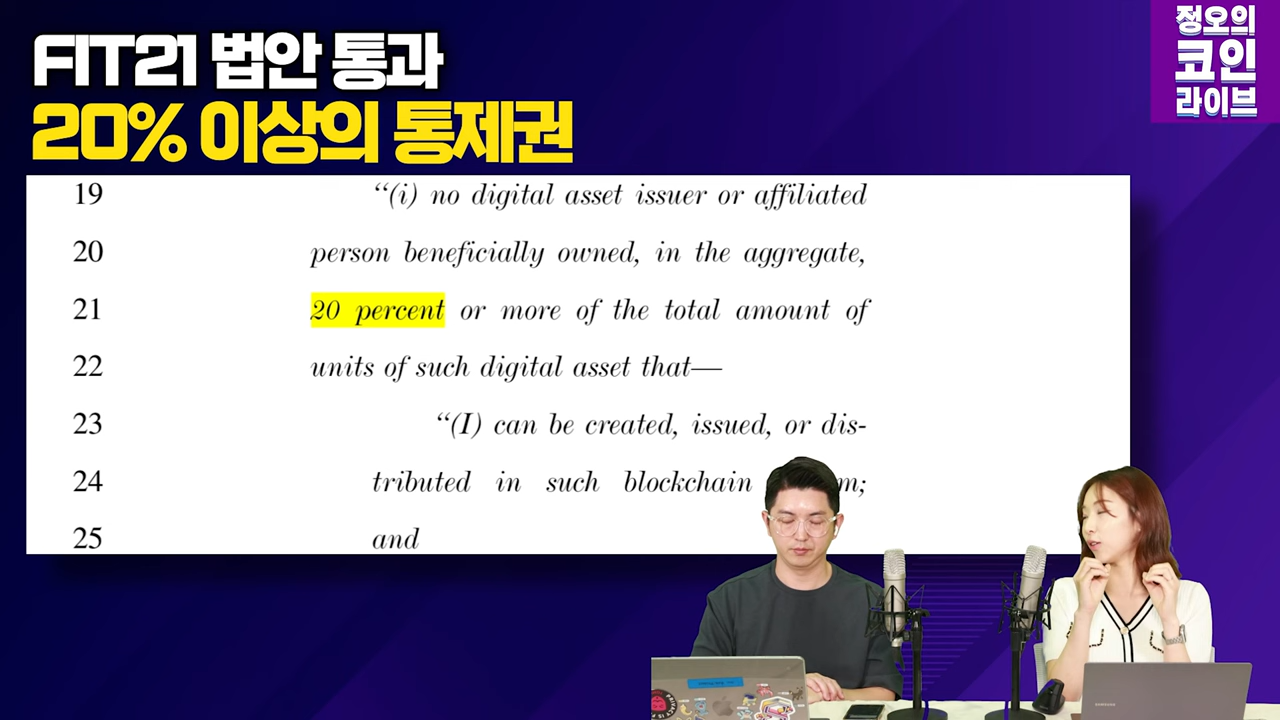 FIT21 법안 통과
20% 이상의 통제권
정오의
코인
라이브
19 “(i) no digital asset issuer or affiliated
20 person beneficially owned, in the aggregate,
21 20 percent or more of the total amount of
22 units of such digital asset that—
23 “(I) can be created, issued, or dis-
24 tributed in such blockchain
25 and
SAMSUNG